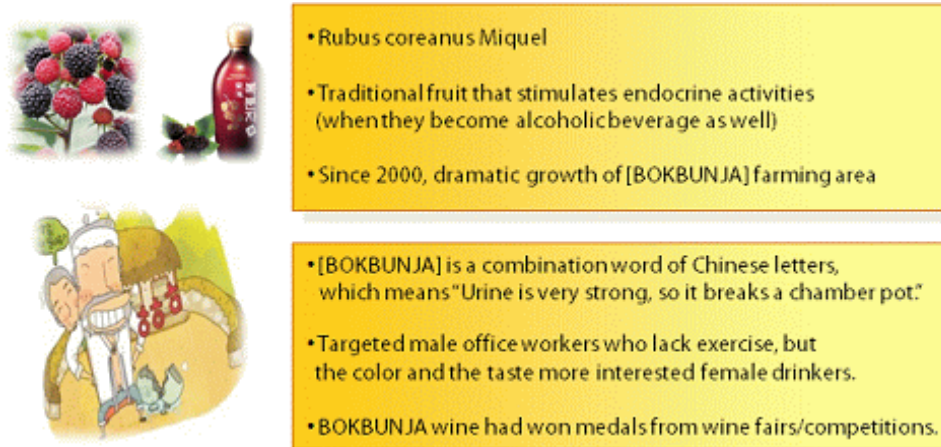 • Rubus coreanus Miquel
• Traditional fruit that stimulates endocrine activities
(when they become alcoholic beverage as well)
• Since 2000, dramatic growth of [BOKBUNJA] farming area
• [BOKBUNJA] is a combination word of Chinese letters,
which means “Urine is very strong, so it breaks a chamber pot.”
• Targeted male office workers who lack exercise, but
the color and the taste more interested female drinkers.
• BOKBUNJA wine had won medals from wine fairs/competitions.